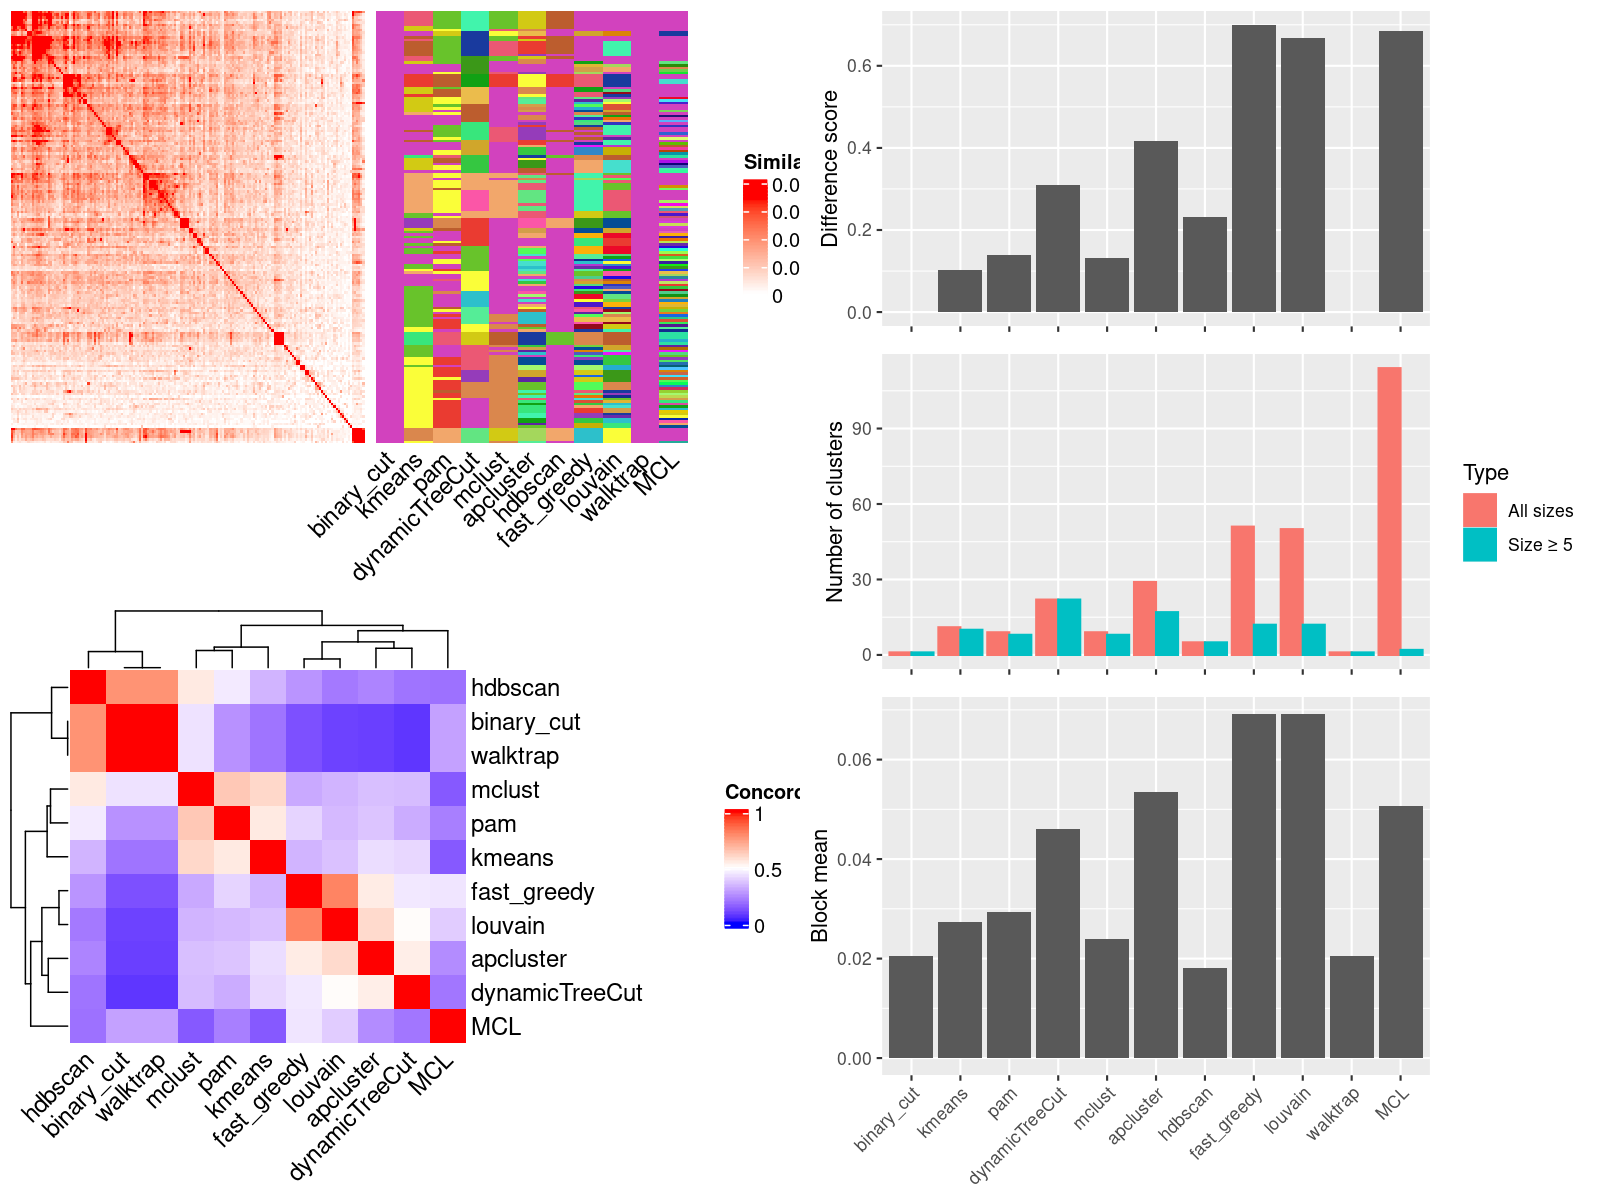 Simila
0.0
0.0
0.0
0.0
0
binary_cut
kmeans
pam
dynamicTreeCut
mclust
apcluster
hdbscan
fast_greedy
louvain
walktrap
MCL
hdbscan
binary_cut
walktrap
mclust
pam
kmeans
fast_greedy
louvain
apcluster
dynamicTreeCut
MCL
hdbscan
binary_cut
walktrap
mclust
pam
kmeans
fast_greedy
louvain
apcluster
dynamicTreeCut
MCL
Concord
1
0.5
0
Difference score
0.6
0.4
0.2
0.0
Number of clusters
90
60
30
0
Type
All sizes
Size ≥ 5
Block mean
0.06
0.04
0.02
0.00
binary_cut
kmeans
pam
dynamicTreeCut
mclust
apcluster
hdbscan
fast_greedy
louvain
walktrap
MCL